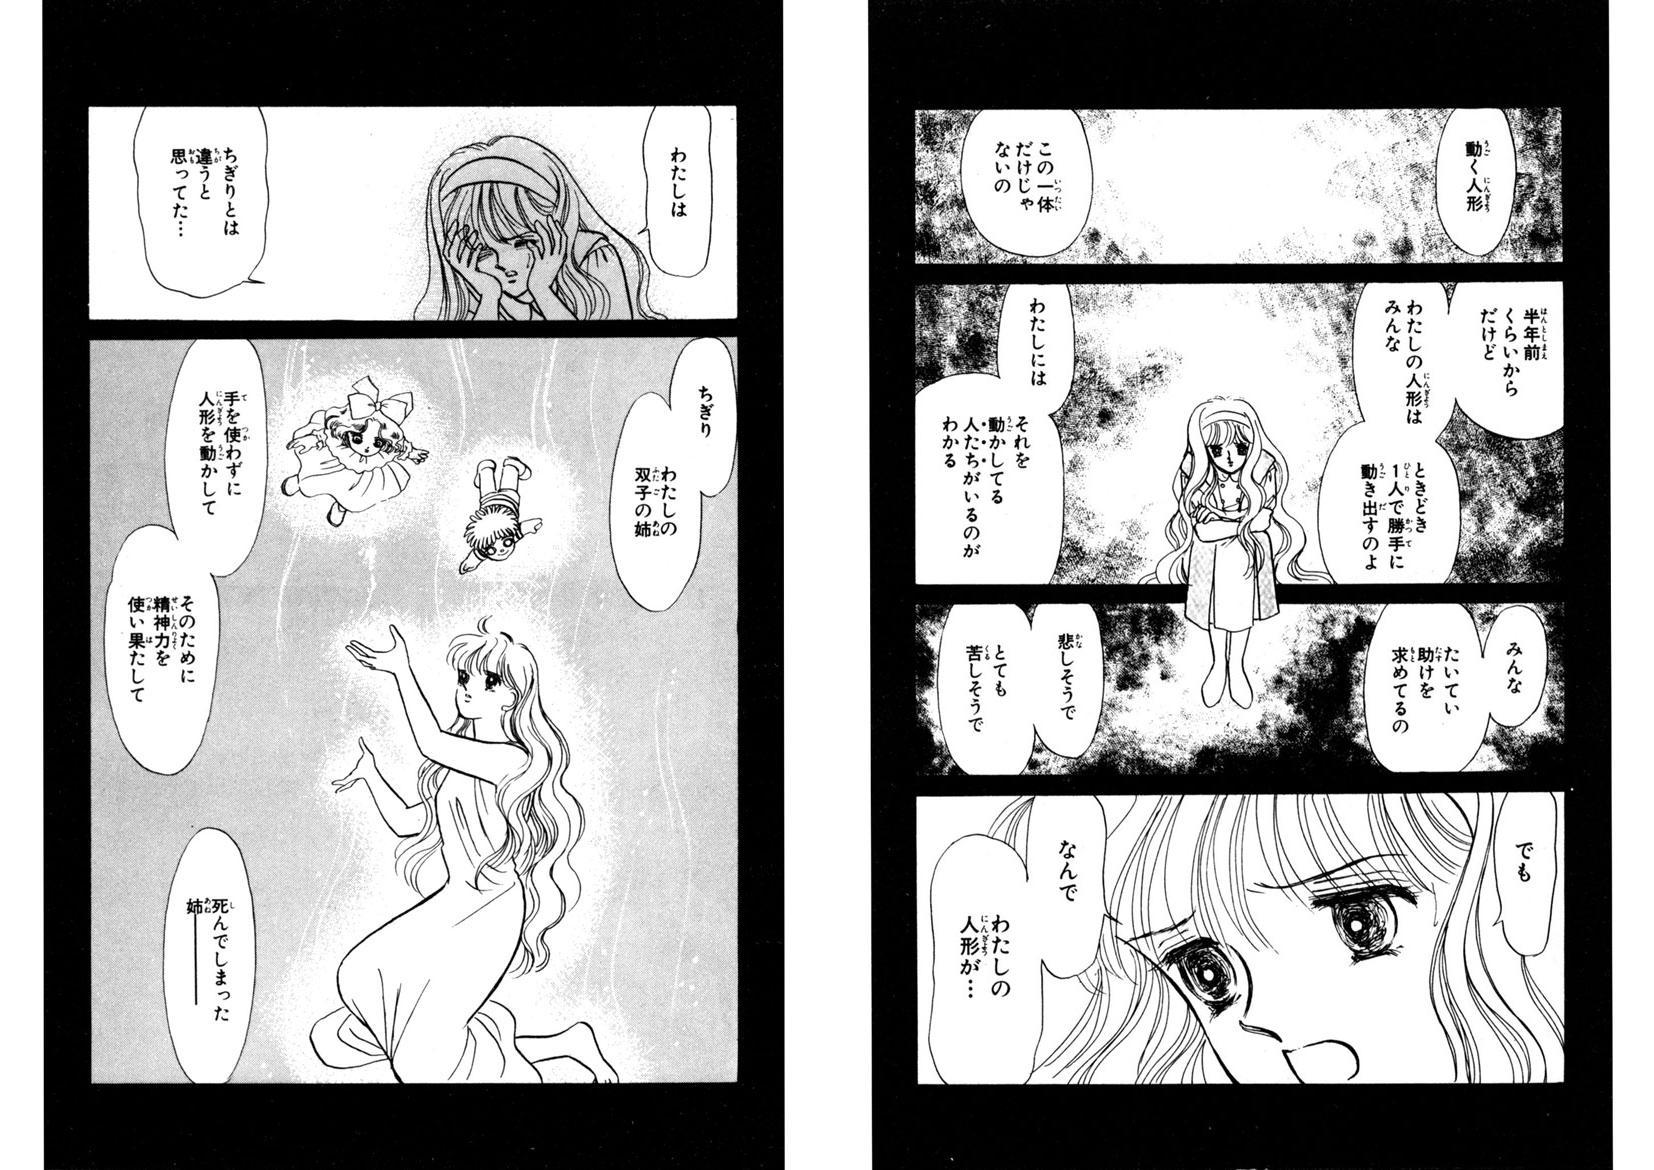 動く人形
この一体
だけじゃ
ないの
半年前
くらいから
だけど
わたしの人形は
みんな
ときどき
1人で勝手に
動き出すのよ
わたしには
それを
動かしてる
人たちがいるのが
わかる
みんな
たいてい
助けを
求めてるの
悲しそうで
とても
苦しそうで
でも
なんで
わたしの
人形が…
わたしは
ちぎりとは
違うと
思ってた…
ちぎり
わたしの
双子の姉
手を使わずに
人形を動かして
そのために
精神力を
使い果たして
死んでしまった
姉――